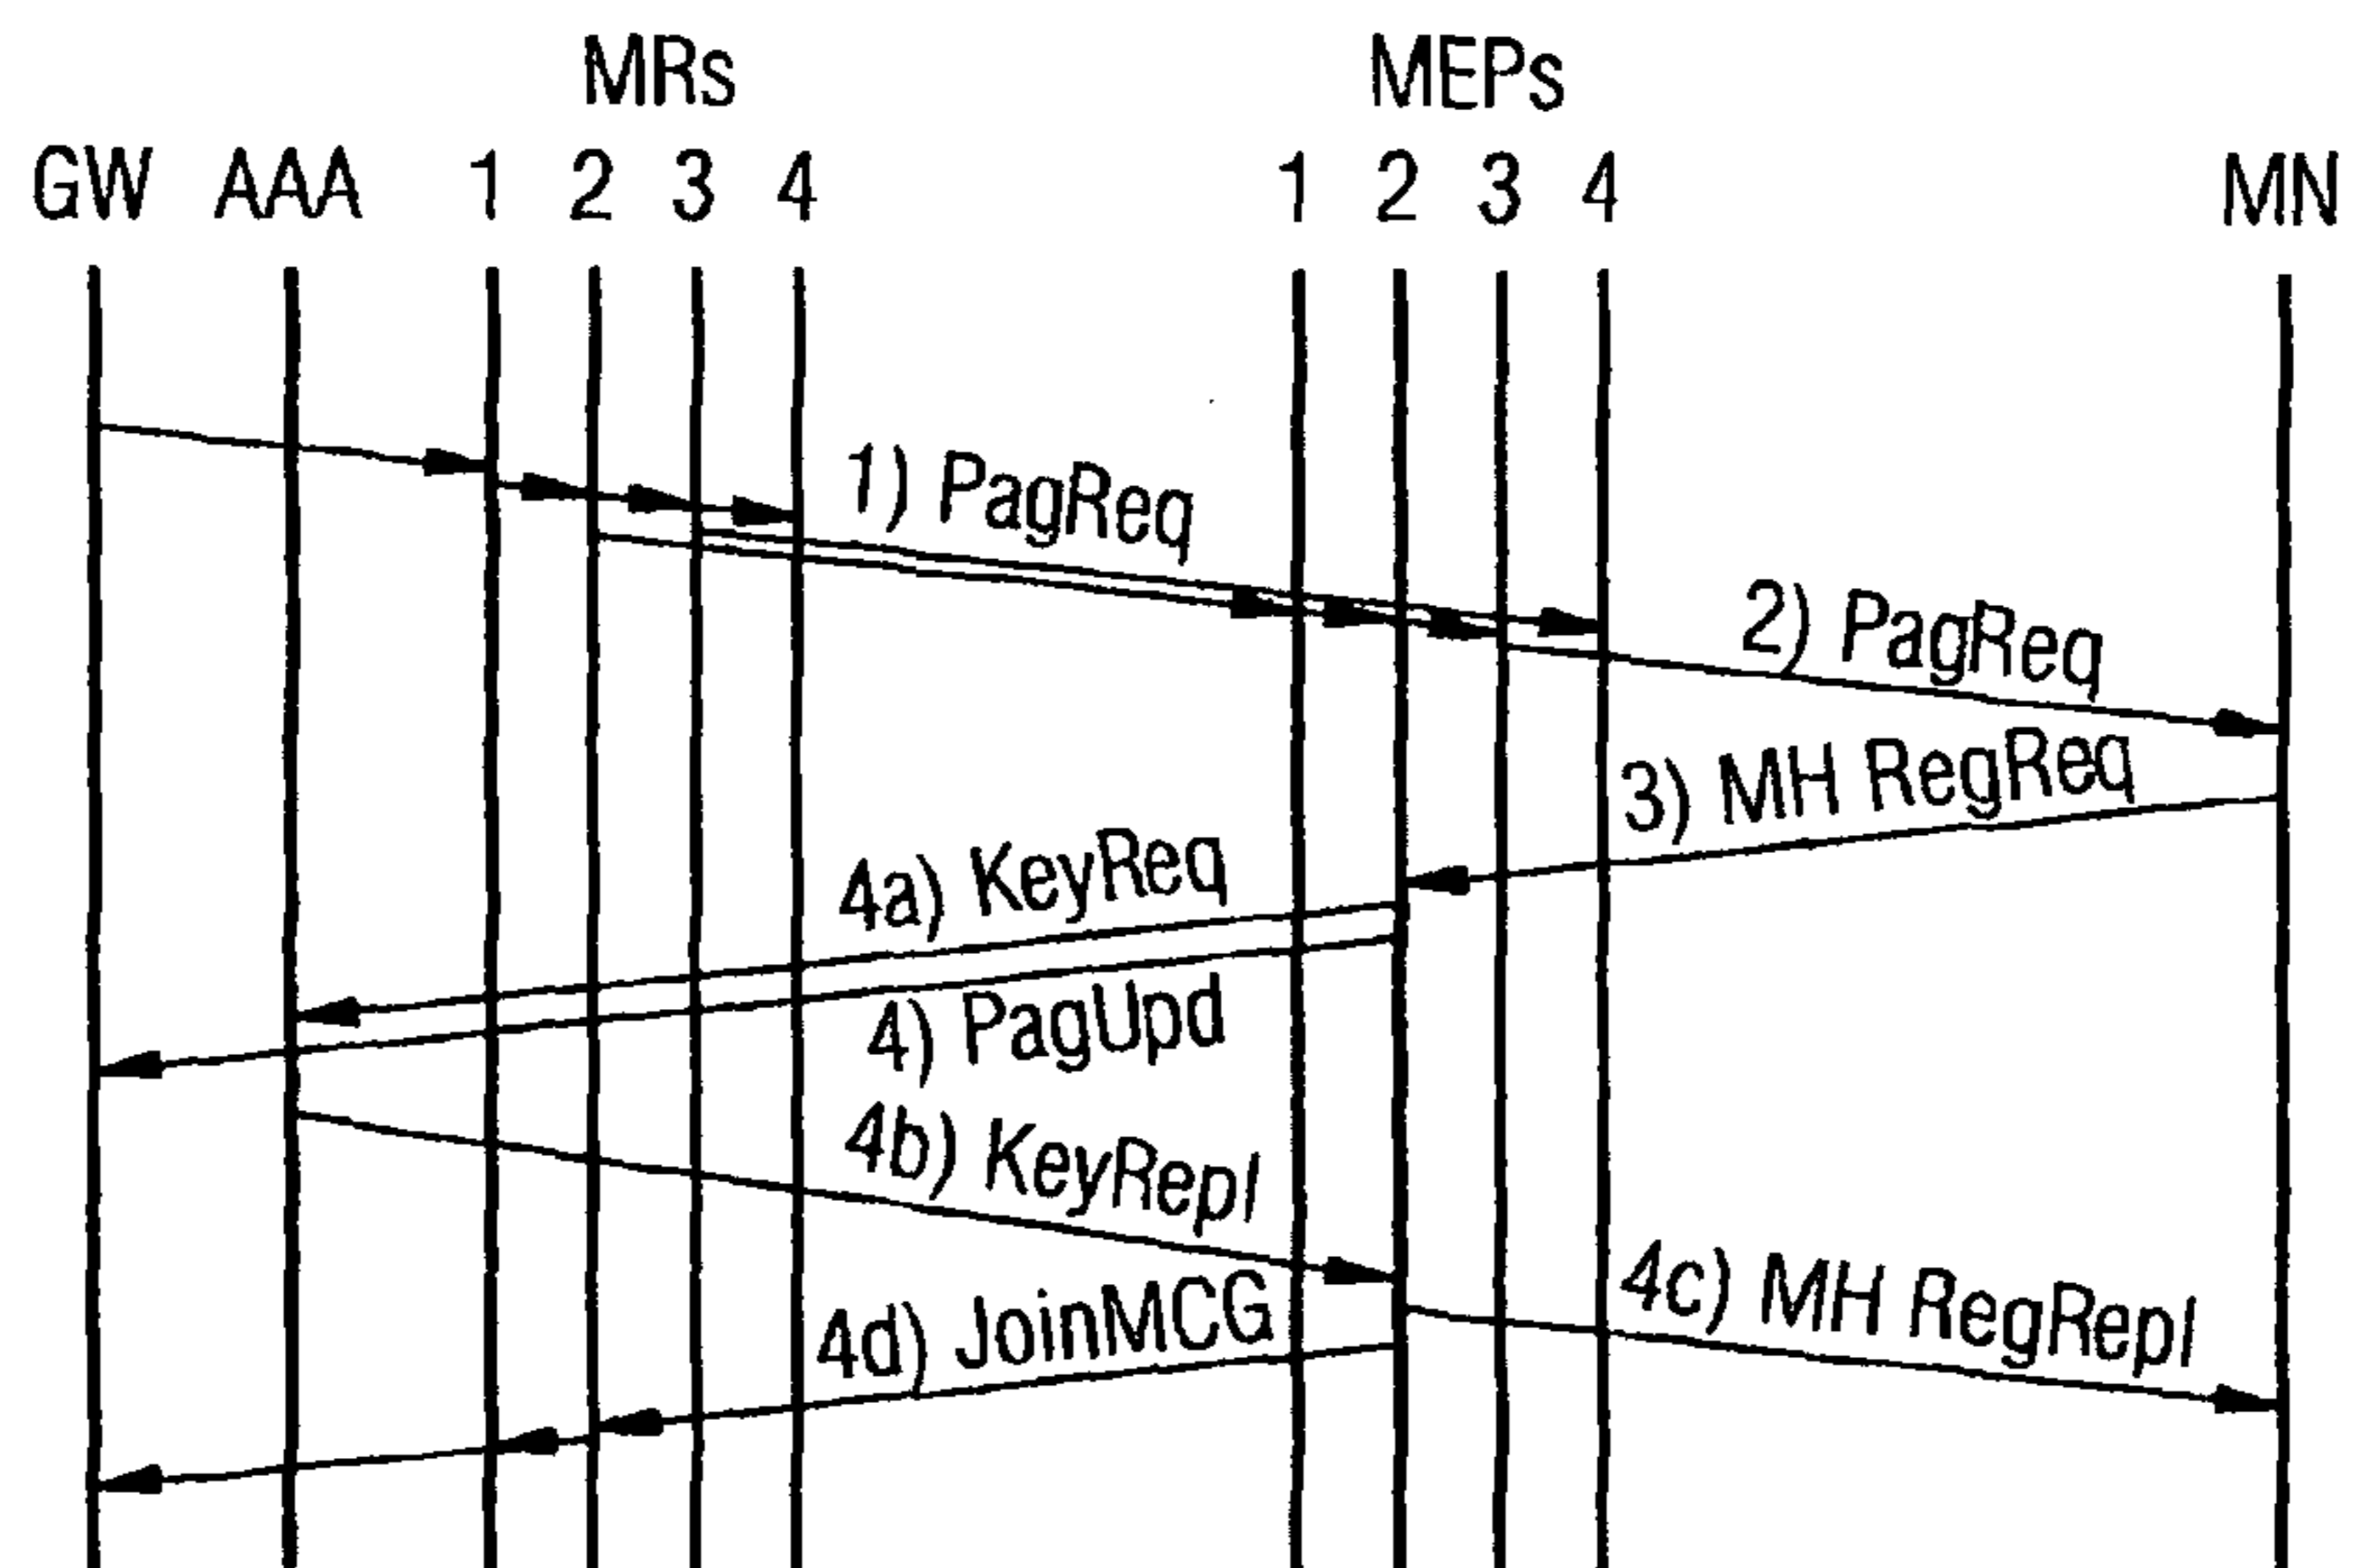 MRs MEPs
GW AAA 1 2 3 4 1 2 3 4 MN
1) PagReq
2) PagReq
3) MH RegReq
4a) KeyReq
4) PagUpd
4b) KeyRepl
4c) MH RegRepl
4d) JoinMCG